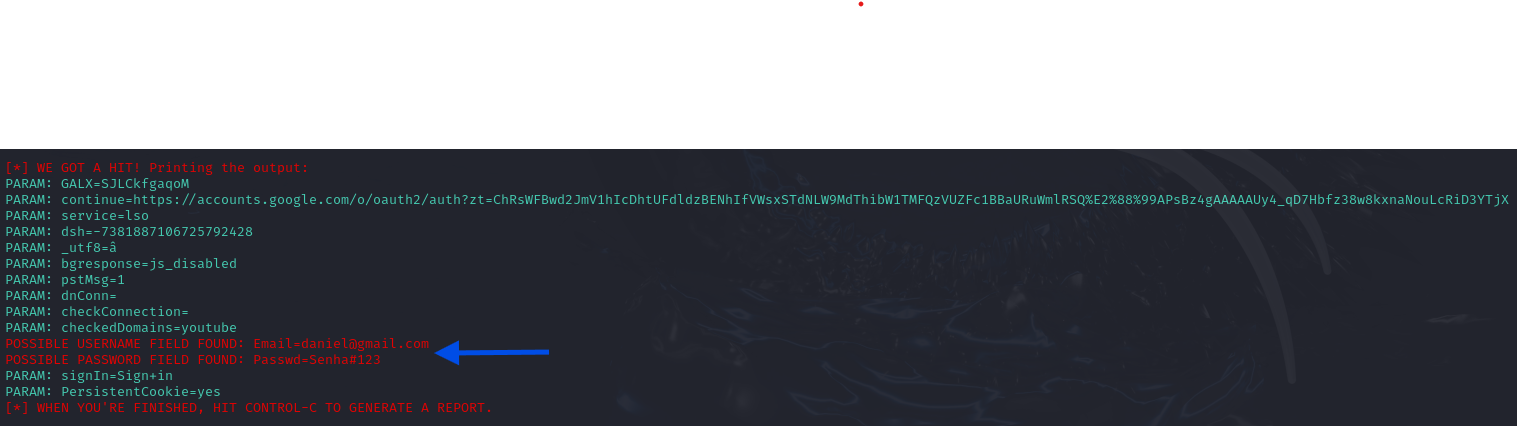 [*] WE GOT A HIT! Printing the output:
PARAM: GALX=SJLCkfgaqoM
PARAM: continue=https://accounts.google.com/o/oauth2/auth?zt=ChRsWFBwd2JmV1hIcDhtUFdldzBENhIfVWsxSTdNLW9MdThibW1TMFQzVUZFc1BBaURuWmlRSQ%E2%88%99APsBz4gAAAAAUy4_qD7Hbfz38w8kxnaNouLcRiD3YTjX
PARAM: service=lso
PARAM: dsh=-7381887106725792428
PARAM: _utf8=â
PARAM: bgresponse=js_disabled
PARAM: pstMsg=1
PARAM: dnConn=
PARAM: checkConnection=
PARAM: checkedDomains=youtube
POSSIBLE USERNAME FIELD FOUND: Email=daniel@gmail.com
POSSIBLE PASSWORD FIELD FOUND: Passwd=Senha#123
PARAM: signIn=Sign+in
PARAM: PersistentCookie=yes
[*] WHEN YOU'RE FINISHED, HIT CONTROL-C TO GENERATE A REPORT.